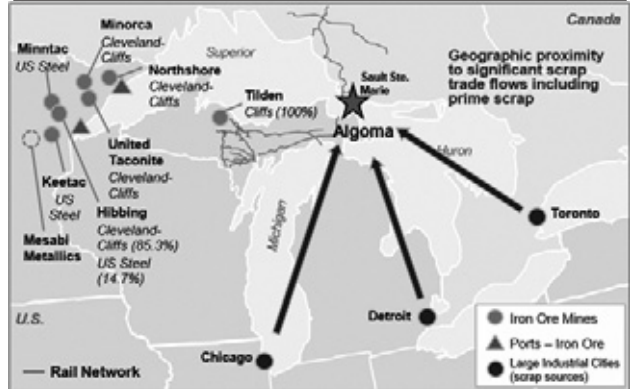 Canada
Minorca
Cleveland-
Cliffs
Minntac
US Steel
Superior
Northshore
Cleveland-
Cliffs
Geographic proximity
to significant scrap
trade flows including
prime scrap
Sault Ste.
Marie
Tilden
Cliffs (100%)
Algoma
United
Taconite
Cleveland-
Cliffs
Huron
Keetac
US
Steel
Hibbing
Cleveland-
Cliffs (85.3%)
US Steel
(14.7%)
Mesabi
Metallics
Michigan
Toronto
U.S.
Detroit
Chicago
Iron Ore Mines
Ports – Iron Ore
Large Industrial Cities
(scrap sources)
Rail Network